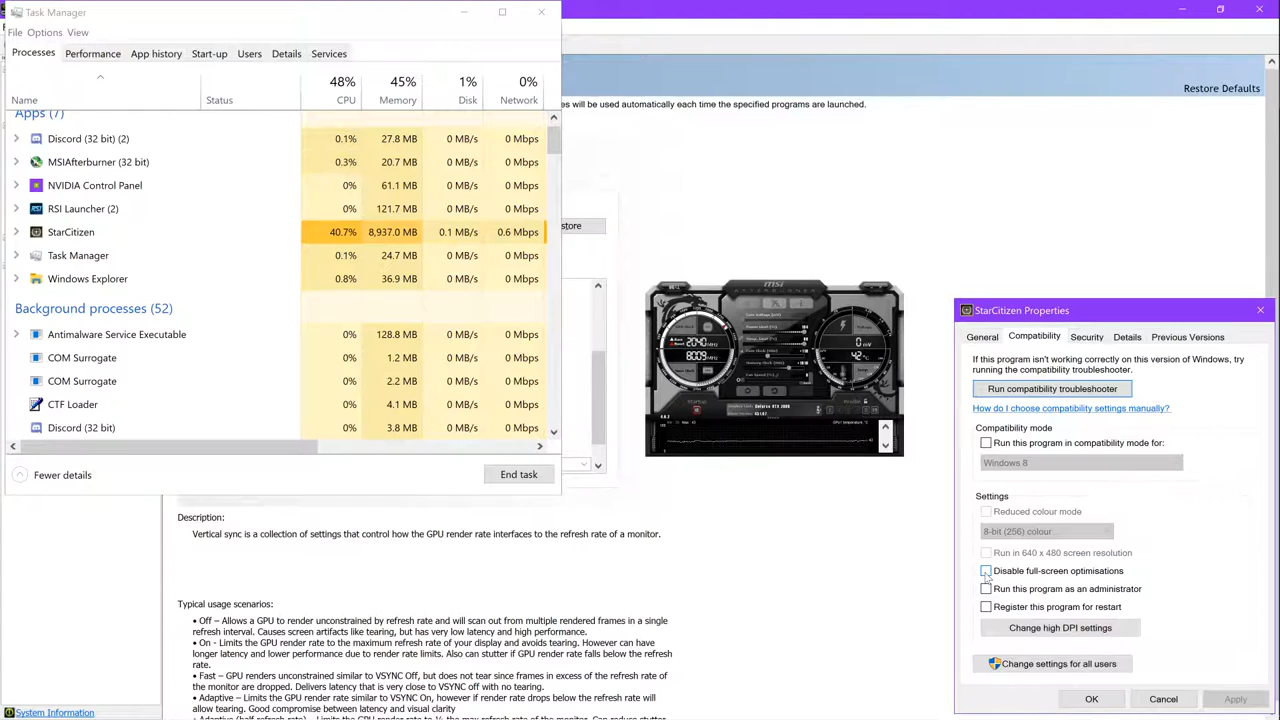 Task Manager
File Options View
Processes Performance App history Start-up Users Details Services
48% 45% 1% 0%
Name Status CPU Memory Disk Network
Apps (7)
Discord (32 bit) (2) 0.1% 27.8 MB 0 MB/s 0 Mbps
MSIAfterburner (32 bit) 0.3% 20.7 MB 0 MB/s 0 Mbps
NVIDIA Control Panel 0% 61.1 MB 0 MB/s 0 Mbps
RSI Launcher (2) 0% 121.7 MB 0 MB/s 0 Mbps
StarCitizen 40.7% 8,937.0 MB 0.1 MB/s 0.6 Mbps
Task Manager 0.1% 24.7 MB 0 MB/s 0 Mbps
Windows Explorer 0.8% 36.9 MB 0 MB/s 0 Mbps
Background processes (52)
Antimalware Service Executable 0% 128.8 MB 0 MB/s 0 Mbps
COM Surrogate 0% 1.2 MB 0 MB/s 0 Mbps
COM Surrogate 0% 2.2 MB 0 MB/s 0 Mbps
CTF Loader 0% 4.1 MB 0 MB/s 0 Mbps
Discord (32 bit) 0% 3.8 MB 0 MB/s 0 Mbps
Fewer details End task
Restore Defaults
es will be used automatically each time the specified programs are launched.
store
msi
2040 MHz
8009 MHz
0 mV
42 °C
Description:
Vertical sync is a collection of settings that control how the GPU render rate interfaces to the refresh rate of a monitor.
Typical usage scenarios:
• Off – Allows a GPU to render unconstrained by refresh rate and will scan out from multiple rendered frames in a single
refresh interval. Causes screen artifacts like tearing, but has very low latency and high performance.
• On - Limits the GPU render rate to the maximum refresh rate of your display and avoids tearing. However can have
longer latency and lower performance due to render rate limits. Also can stutter if GPU render rate falls below the refresh
rate.
• Fast – GPU renders unconstrained similar to VSYNC Off, but does not tear since frames in excess of the refresh rate of
the monitor are dropped. Delivers latency that is very close to VSYNC off with no tearing.
• Adaptive – Limits the GPU render rate similar to VSYNC On, however if render rate drops below the refresh rate will
allow tearing. Good compromise between latency and visual clarity
System Information
StarCitizen Properties
General Compatibility Security Details Previous Versions
If this program isn't working correctly on this version of Windows, try
running the compatibility troubleshooter.
Run compatibility troubleshooter
How do I choose compatibility settings manually?
Compatibility mode
Run this program in compatibility mode for:
Windows 8
Settings
Reduced colour mode
8-bit (256) colour
Run in 640 x 480 screen resolution
Disable full-screen optimisations
Run this program as an administrator
Register this program for restart
Change high DPI settings
Change settings for all users
OK Cancel Apply